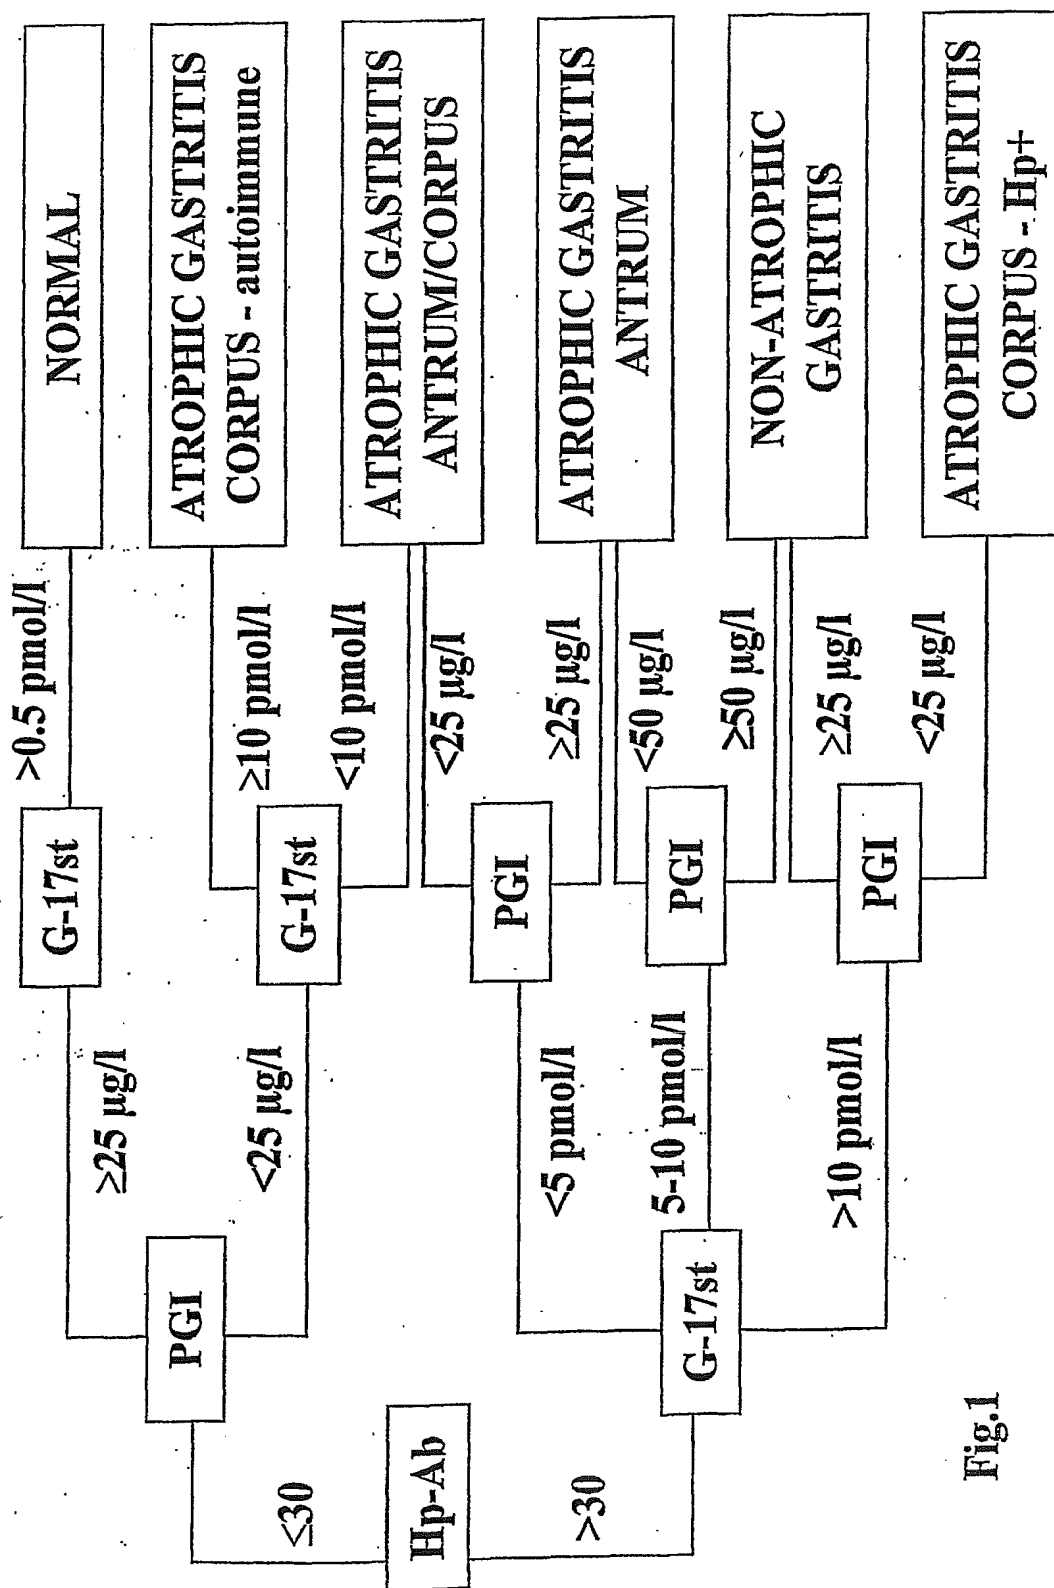 Hp-Ab
≤30
>30
PGI
G-17st
≥25 µg/l
<25 µg/l
<5 pmol/l
5-10 pmol/l
>10 pmol/l
G-17st
G-17st
PGI
PGI
PGI
>0.5 pmol/l
≥10 pmol/l
<10 pmol/l
<25 µg/l
≥25 µg/l
<50 µg/l
≥50 µg/l
≥25 µg/l
<25 µg/l
NORMAL
ATROPHIC GASTRITIS
CORPUS - autoimmune
ATROPHIC GASTRITIS
ANTRUM/CORPUS
ATROPHIC GASTRITIS
ANTRUM
NON-ATROPHIC
GASTRITIS
ATROPHIC GASTRITIS
CORPUS - Hp+
Fig.1